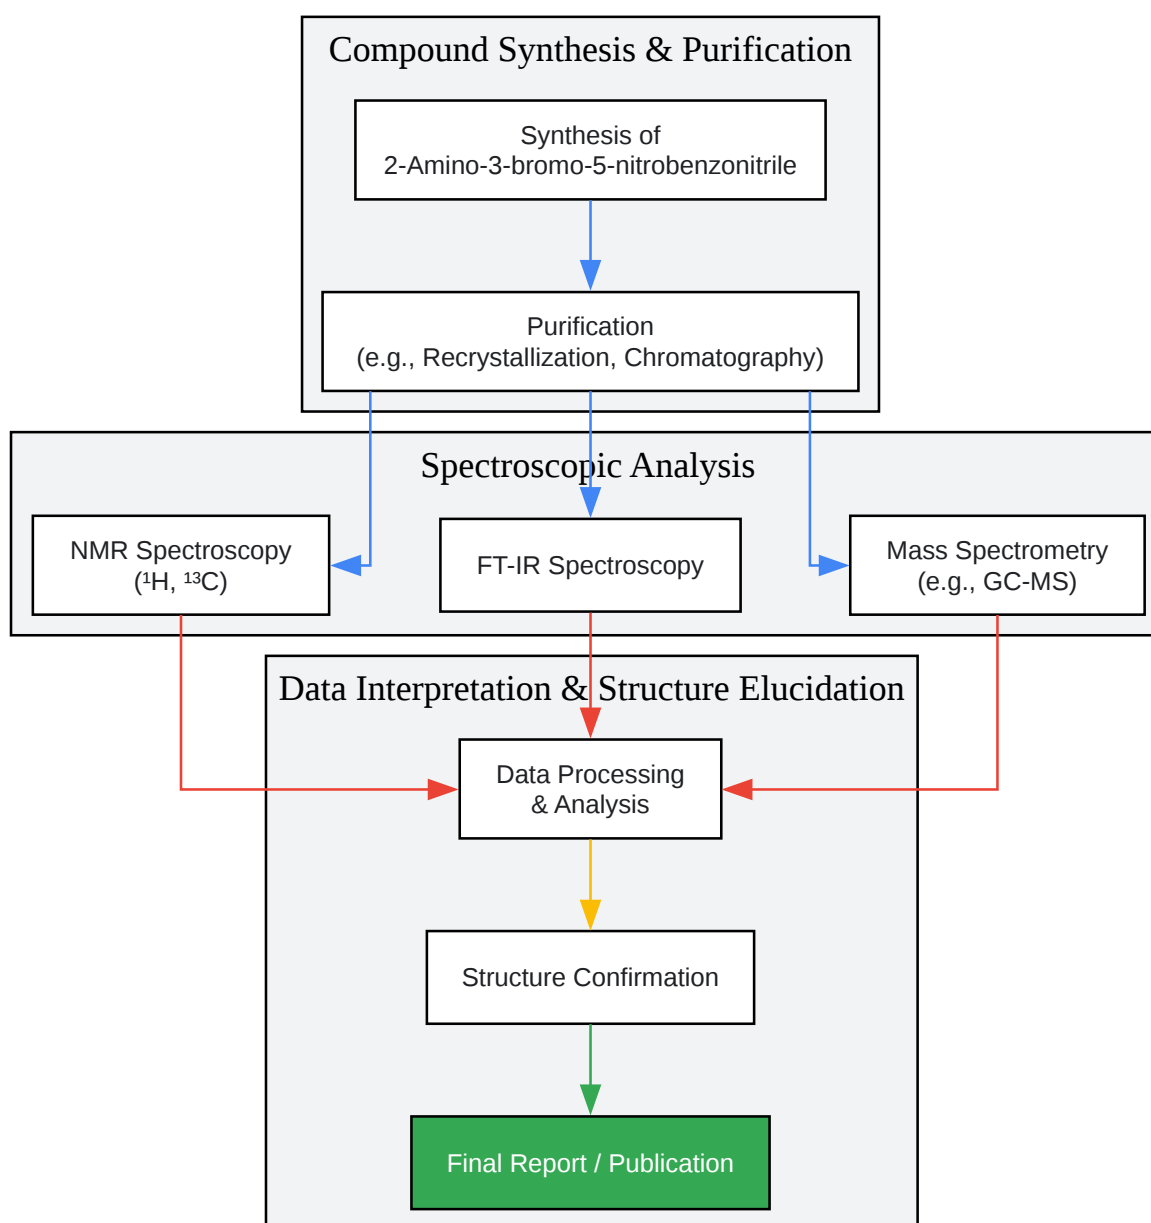 Compound Synthesis & Purification
Synthesis of
2-Amino-3-bromo-5-nitrobenzonitrile
Purification
(e.g., Recrystallization, Chromatography)
Spectroscopic Analysis
NMR Spectroscopy
(¹H, ¹³C)
FT-IR Spectroscopy
Mass Spectrometry
(e.g., GC-MS)
Data Interpretation & Structure Elucidation
Data Processing
& Analysis
Structure Confirmation
Final Report / Publication